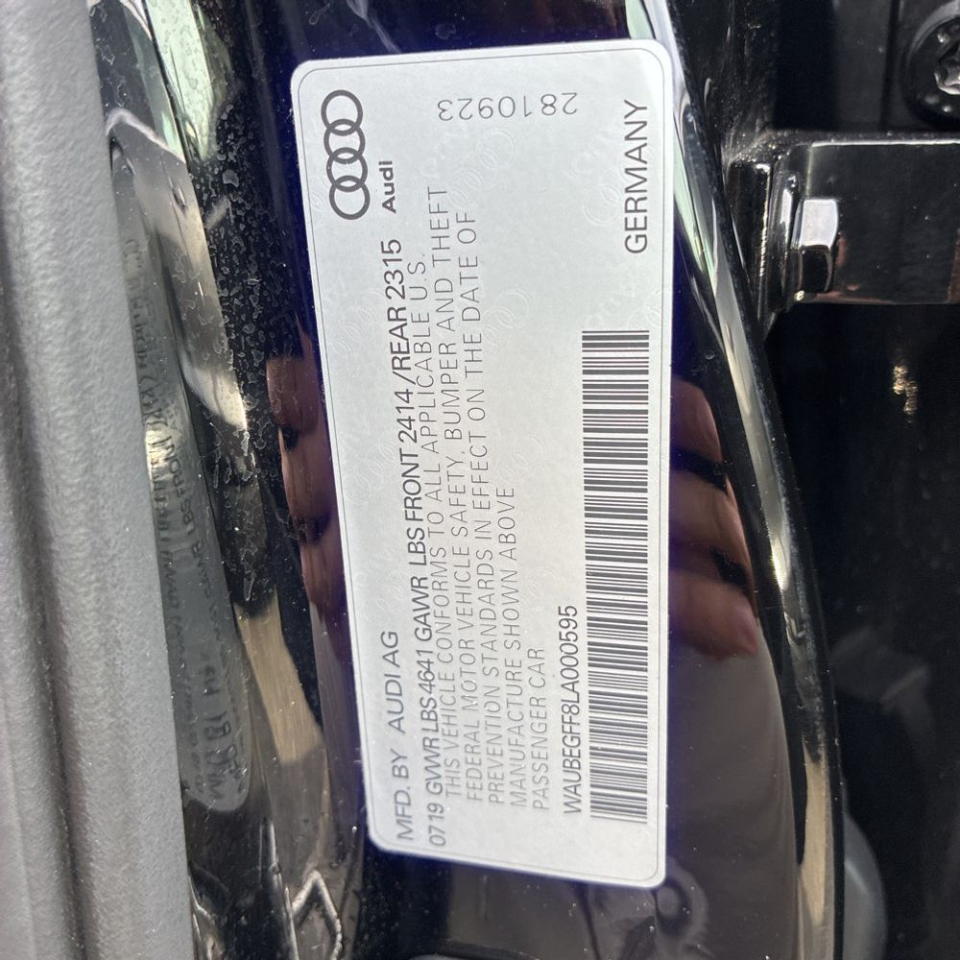 Audi
2810923
MFD. BY AUDI AG
0719 GVWR LBS 4641 GAWR LBS FRONT 2414/REAR 2315
THIS VEHICLE CONFORMS TO ALL APPLICABLE U.S.
FEDERAL MOTOR VEHICLE SAFETY, BUMPER AND THEFT
PREVENTION STANDARDS IN EFFECT ON THE DATE OF
MANUFACTURE SHOWN ABOVE
PASSENGER CAR
WAUBEGFF8LA000595
GERMANY